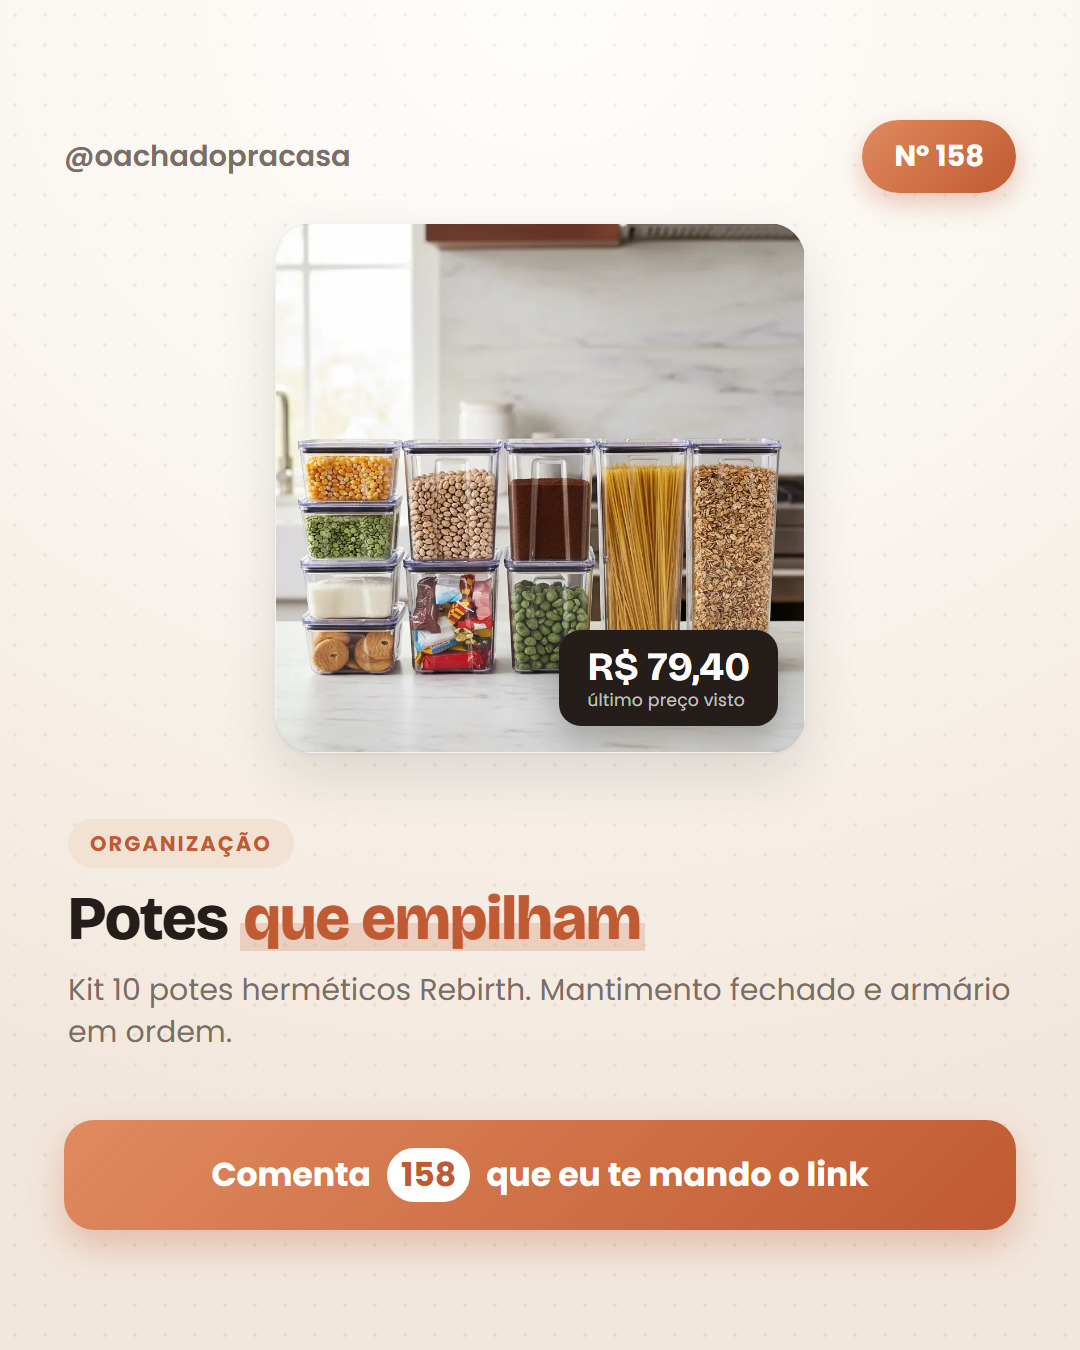 @oachadopracasa
Nº 158
R$ 79,40
último preço visto
ORGANIZAÇÃO
Potes que empilham
Kit 10 potes herméticos Rebirth. Mantimento fechado e armário
em ordem.
Comenta 158 que eu te mando o link